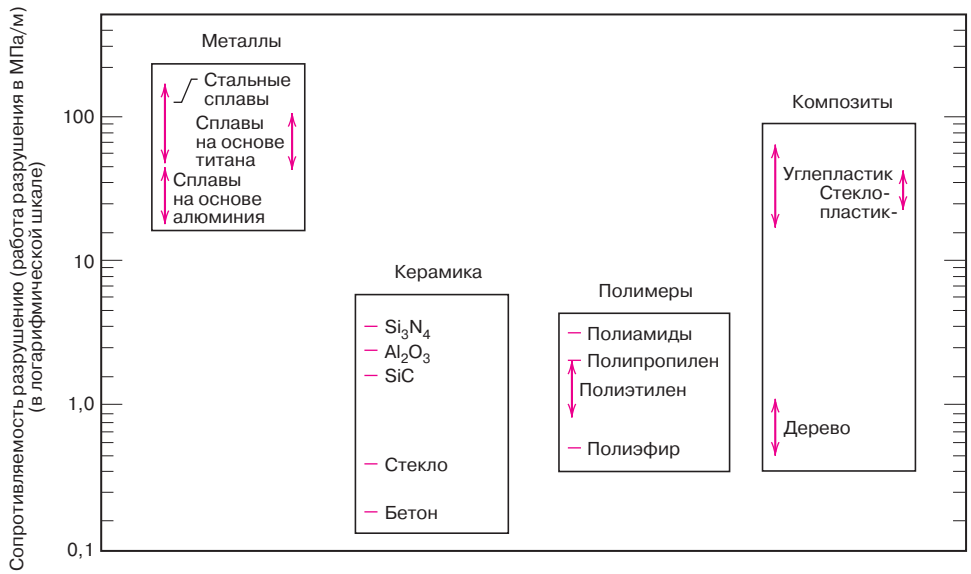 Сопротивляемость разрушению (работа разрушения в МПа/м)
(в логарифмической шкале)
100
10
1,0
0,1
Металлы
Стальные
сплавы
Сплавы
на основе
титана
Сплавы
на основе
алюминия
Керамика
Si₃N₄
Al₂O₃
SiC
Стекло
Бетон
Полимеры
Полиамиды
Полипропилен
Полиэтилен
Полиэфир
Композиты
Углепластик
Стекло-
пластик-
Дерево